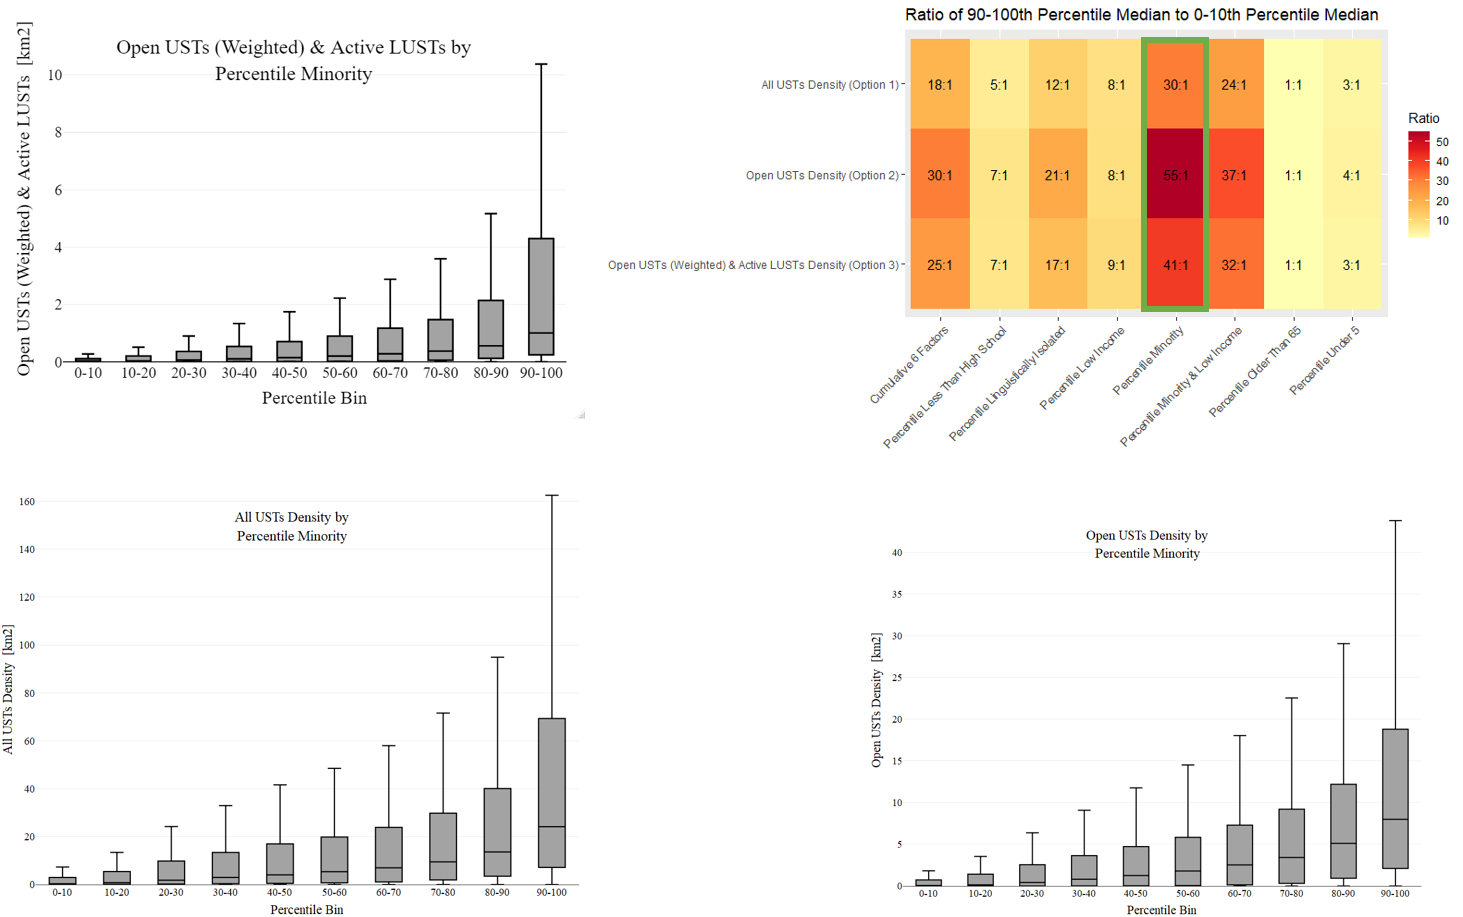 Open USTs (Weighted) & Active LUSTs by
Percentile Minority
Open USTs (Weighted) & Active LUSTs [km2]
10
8
6
4
2
0
0-10 10-20 20-30 30-40 40-50 50-60 60-70 70-80 80-90 90-100
Percentile Bin
Ratio of 90-100th Percentile Median to 0-10th Percentile Median
All USTs Density (Option 1) 18:1 5:1 12:1 8:1 30:1 24:1 1:1 3:1
Open USTs Density (Option 2) 30:1 7:1 21:1 8:1 55:1 37:1 1:1 4:1
Open USTs (Weighted) & Active LUSTs Density (Option 3) 25:1 7:1 17:1 9:1 41:1 32:1 1:1 3:1
Cumulative 6 Factors
Percentile Less Than High School
Percentile Linguistically Isolated
Percentile Low Income
Percentile Minority
Percentile Minority & Low Income
Percentile Older Than 65
Percentile Under 5
Ratio
50
40
30
20
10
All USTs Density by
Percentile Minority
All USTs Density [km2]
160
140
120
100
80
60
40
20
0
0-10 10-20 20-30 30-40 40-50 50-60 60-70 70-80 80-90 90-100
Percentile Bin
Open USTs Density by
Percentile Minority
Open USTs Density [km2]
40
35
30
25
20
15
10
5
0
0-10 10-20 20-30 30-40 40-50 50-60 60-70 70-80 80-90 90-100
Percentile Bin